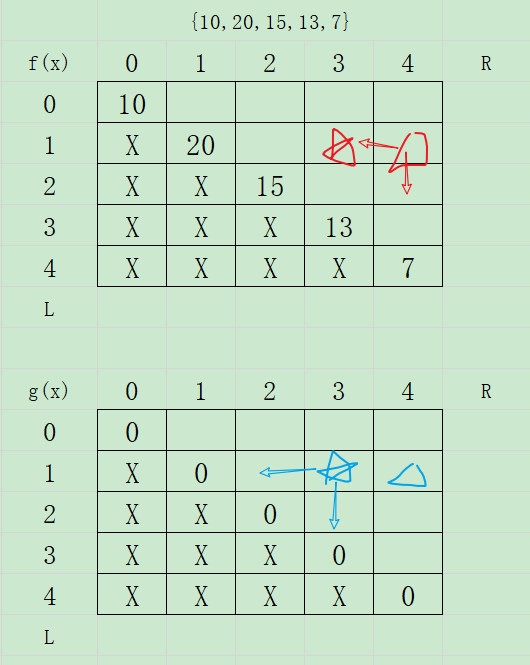 {10,20,15,13,7}
f(x) 0 1 2 3 4 R
0 10
1 X 20
2 X X 15
3 X X X 13
4 X X X X 7
L
g(x) 0 1 2 3 4 R
0 0
1 X 0
2 X X 0
3 X X X 0
4 X X X X 0
L